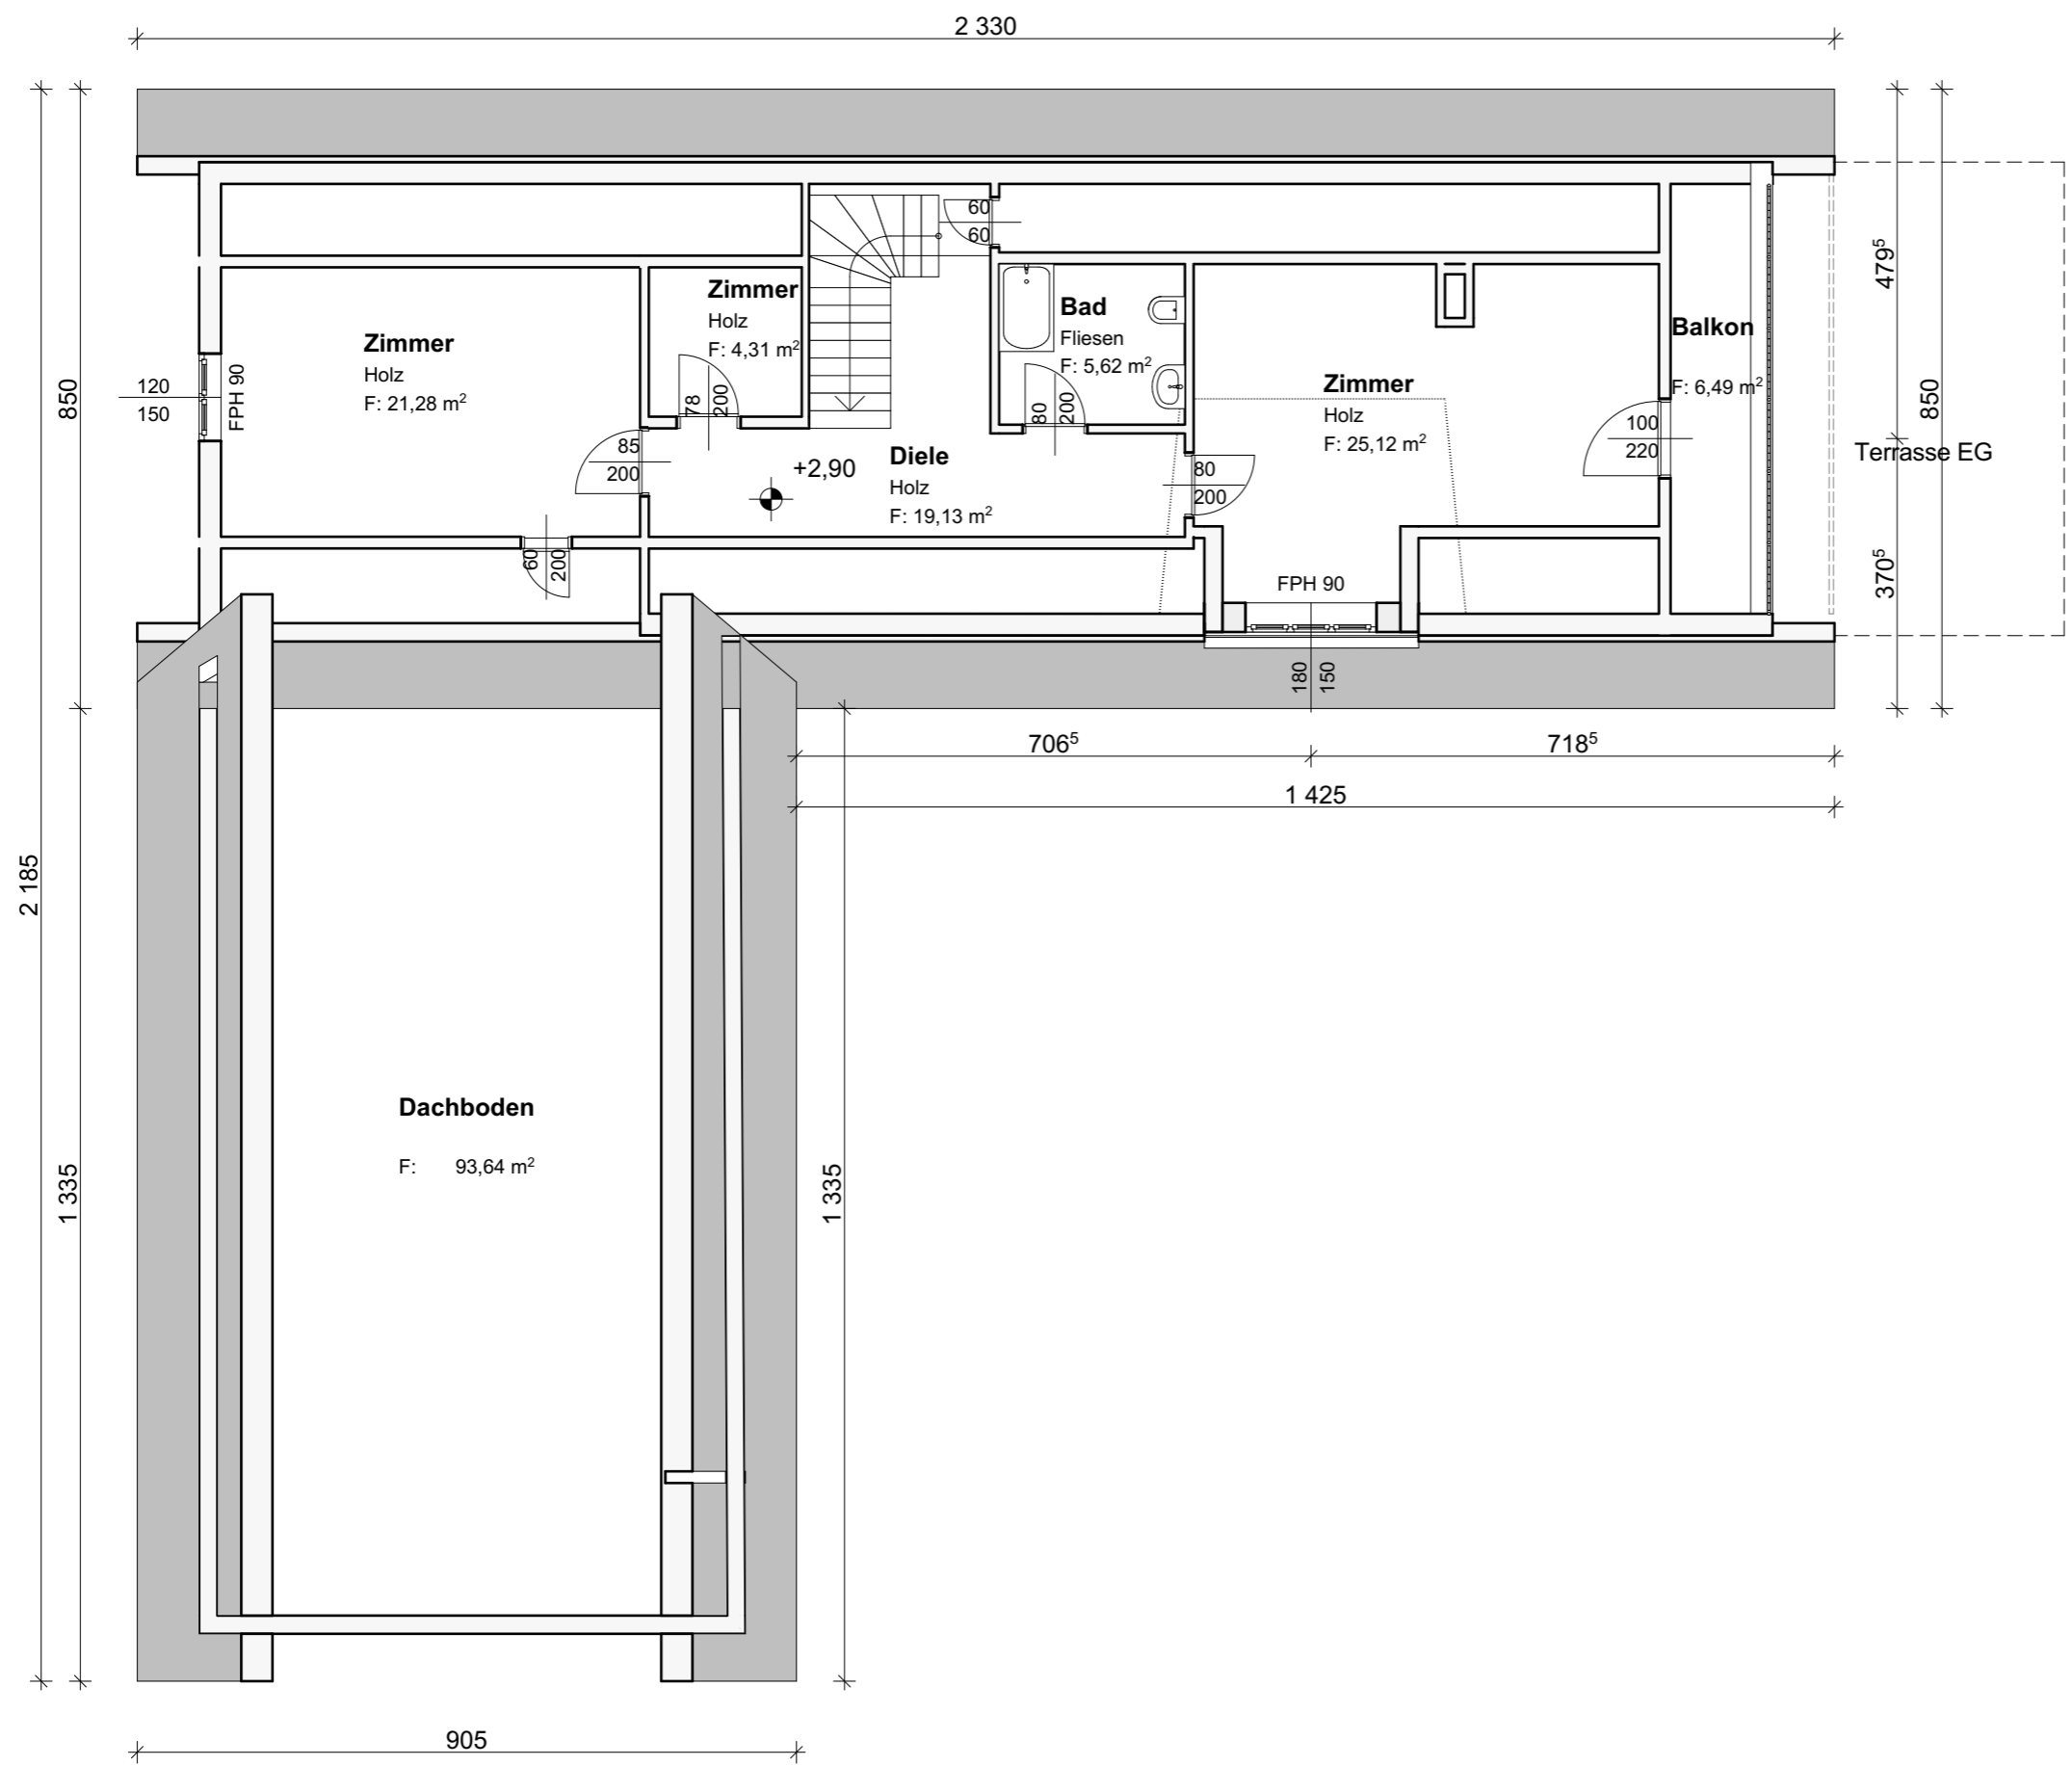 2 330
60
60
479⁵
Zimmer
Holz
F: 4,31 m²
Bad
Fliesen
F: 5,62 m²
Balkon
F: 6,49 m²
Zimmer
Holz
F: 21,28 m²
Zimmer
Holz
F: 25,12 m²
120
150
FPH 90
850
850
78
200
80
200
100
220
Terrasse EG
85
200
+2,90
Diele
Holz
F: 19,13 m²
80
200
60
200
FPH 90
370⁵
180
150
706⁵
718⁵
1 425
2 185
Dachboden
F: 93,64 m²
1 335
1 335
905